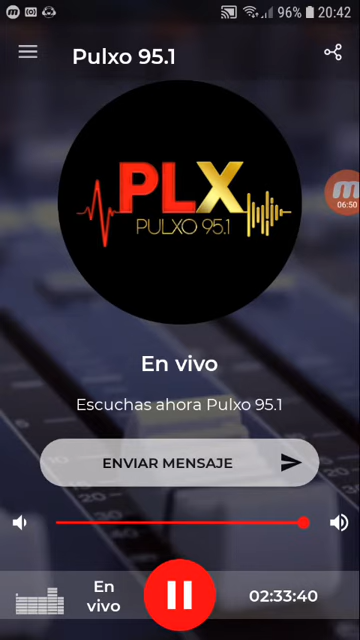 96% 20:42
Pulxo 95.1
PLX
PULXO 95.1
06:50
En vivo
Escuchas ahora Pulxo 95.1
ENVIAR MENSAJE
En
vivo
02:33:40